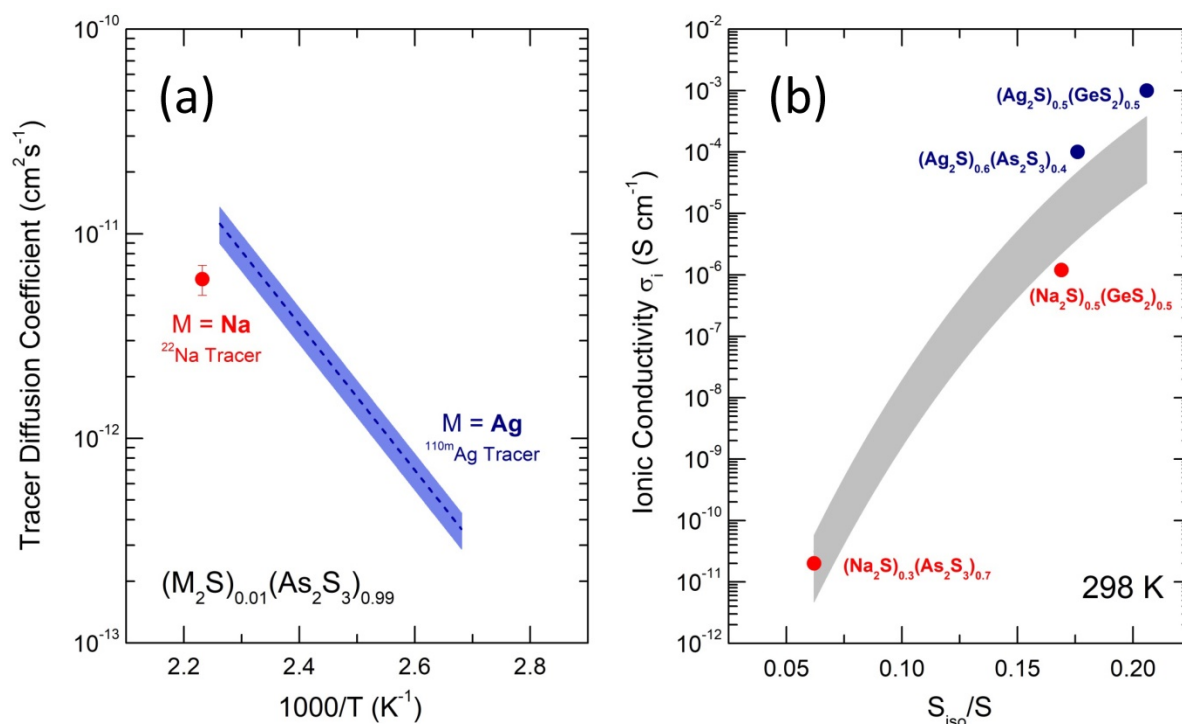 (a)
Tracer Diffusion Coefficient (cm²s⁻¹)
10⁻¹⁰
10⁻¹¹
10⁻¹²
10⁻¹³
M = Na
²²Na Tracer
M = Ag
¹¹⁰ᵐAg Tracer
(M₂S)₀.₀₁(As₂S₃)₀.₉₉
2.2 2.4 2.6 2.8
1000/T (K⁻¹)
(b)
Ionic Conductivity σᵢ (S cm⁻¹)
10⁻²
10⁻³
10⁻⁴
10⁻⁵
10⁻⁶
10⁻⁷
10⁻⁸
10⁻⁹
10⁻¹⁰
10⁻¹¹
10⁻¹²
(Ag₂S)₀.₅(GeS₂)₀.₅
(Ag₂S)₀.₆(As₂S₃)₀.₄
(Na₂S)₀.₅(GeS₂)₀.₅
(Na₂S)₀.₃(As₂S₃)₀.₇
298 K
0.05 0.10 0.15 0.20
Siso/S